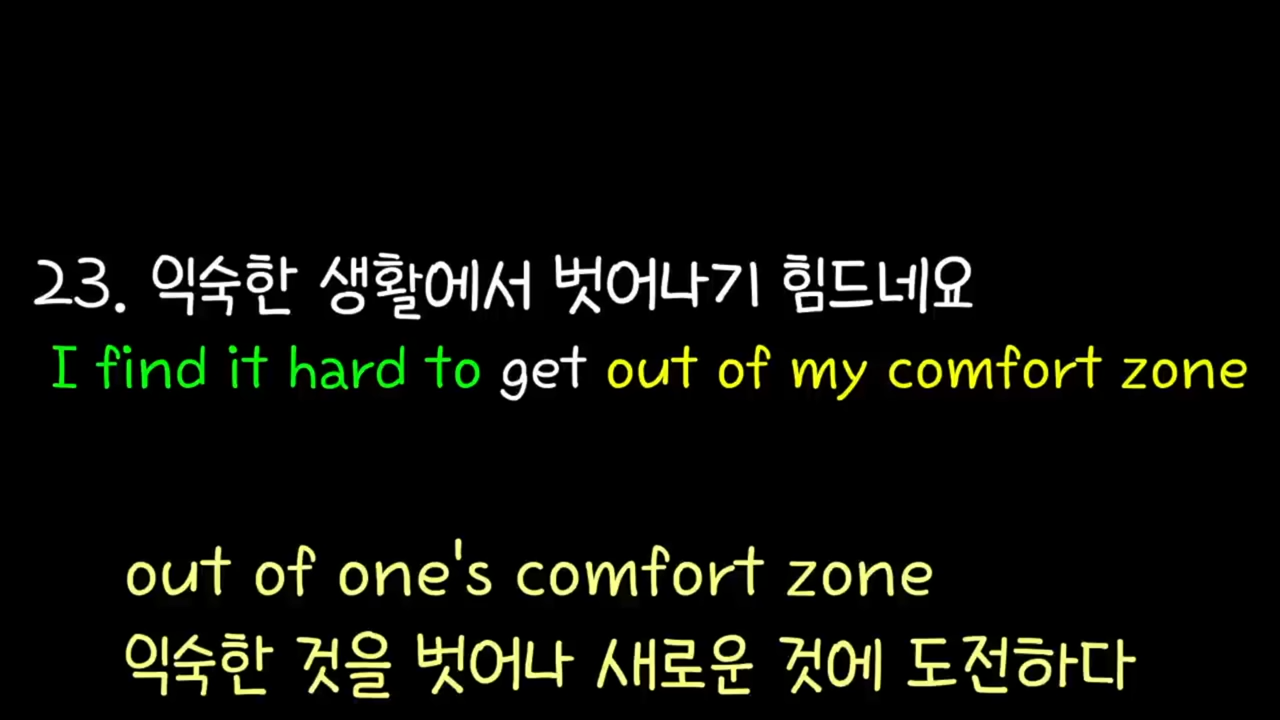 23. 익숙한 생활에서 벗어나기 힘드네요
I find it hard to get out of my comfort zone
out of one's comfort zone
익숙한 것을 벗어나 새로운 것에 도전하다